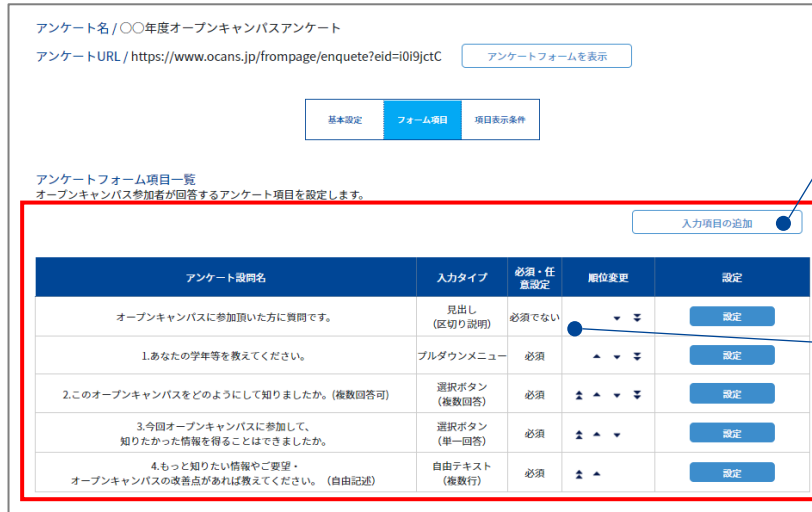 アンケート名 / ○○年度オープンキャンパスアンケート
アンケートURL / https://www.ocans.jp/frompage/enquete?eid=i0i9jctC
アンケートフォームを表示
基本設定 フォーム項目 項目表示条件
アンケートフォーム項目一覧
オープンキャンパス参加者が回答するアンケート項目を設定します。
入力項目の追加
アンケート設問名 入力タイプ 必須・任意設定 順位変更 設定
オープンキャンパスに参加頂いた方に質問です。 見出し（区切り説明） 必須でない 設定
1.あなたの学年等を教えてください。 プルダウンメニュー 必須 設定
2.このオープンキャンパスをどのようにして知りましたか。(複数回答可) 選択ボタン（複数回答） 必須 設定
3.今回オープンキャンパスに参加して、
知りたかった情報を得ることはできましたか。 選択ボタン（単一回答） 必須 設定
4.もっと知りたい情報やご要望・
オープンキャンパスの改善点があれば教えてください。（自由記述） 自由テキスト（複数行） 必須 設定